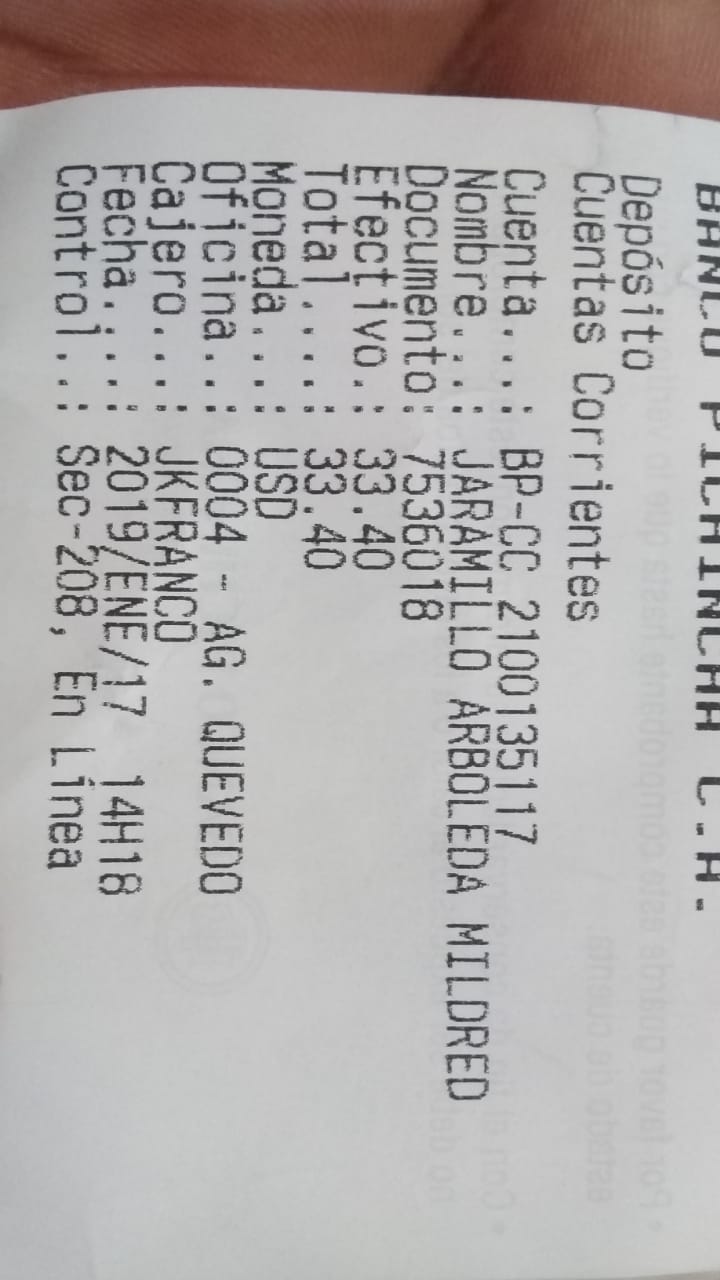 BANCO PICHINCHA C.A.
Depósito
Cuentas Corrientes
Cuenta...: BP-CC 2100135117
Nombre...: JARAMILLO ARBOLEDA MILDRED
Documento: 7536018
Efectivo.: 33.40
Total....: 33.40
Moneda...: USD
Oficina..: 0004 - AG. QUEVEDO
Cajero...: JKFRANCO
Fecha....: 2019/ENE/17 14H18
Control..: Sec-208, En Línea